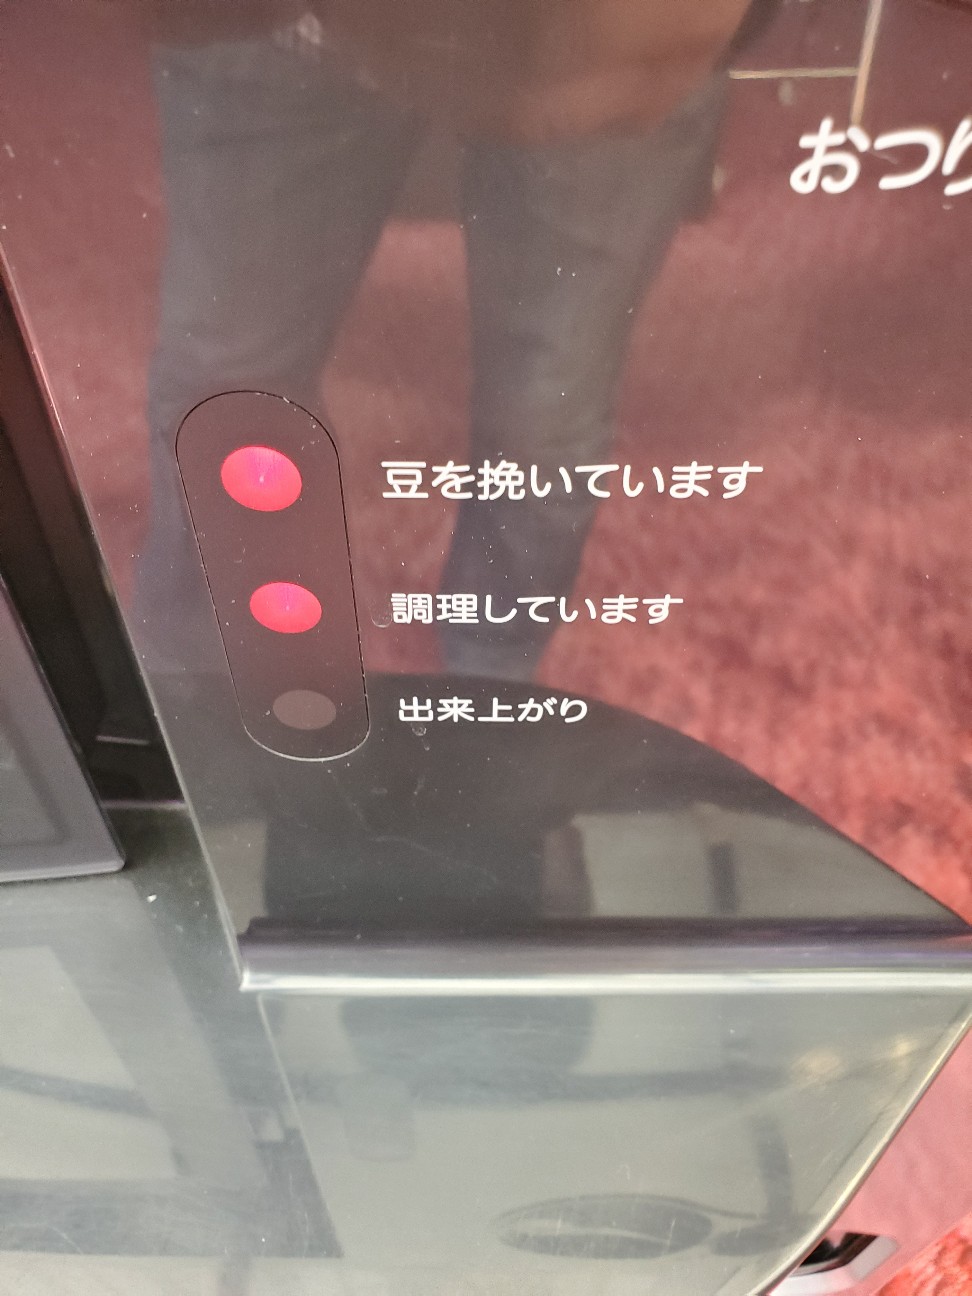 おつり
豆を挽いています
調理しています
出来上がり